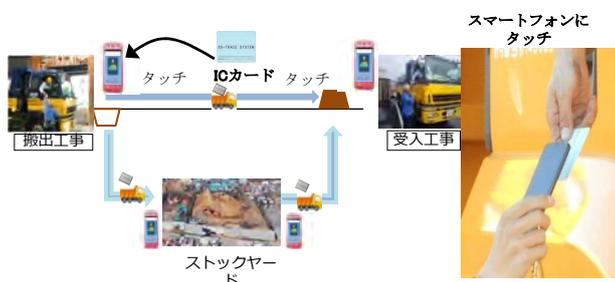 スマートフォンに
タッチ
タッチ
ICカード
タッチ
搬出工事
受入工事
ストックヤー
ド